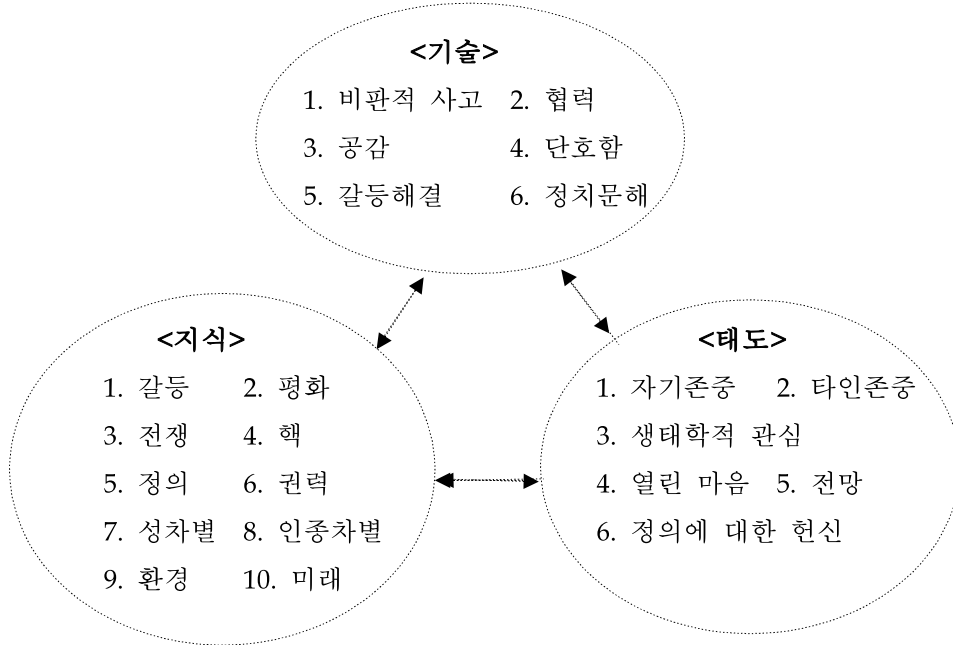 <기술>
1. 비판적 사고 2. 협력
3. 공감 4. 단호함
5. 갈등해결 6. 정치문해
<지식>
1. 갈등 2. 평화
3. 전쟁 4. 핵
5. 정의 6. 권력
7. 성차별 8. 인종차별
9. 환경 10. 미래
<태도>
1. 자기존중 2. 타인존중
3. 생태학적 관심
4. 열린 마음 5. 전망
6. 정의에 대한 헌신